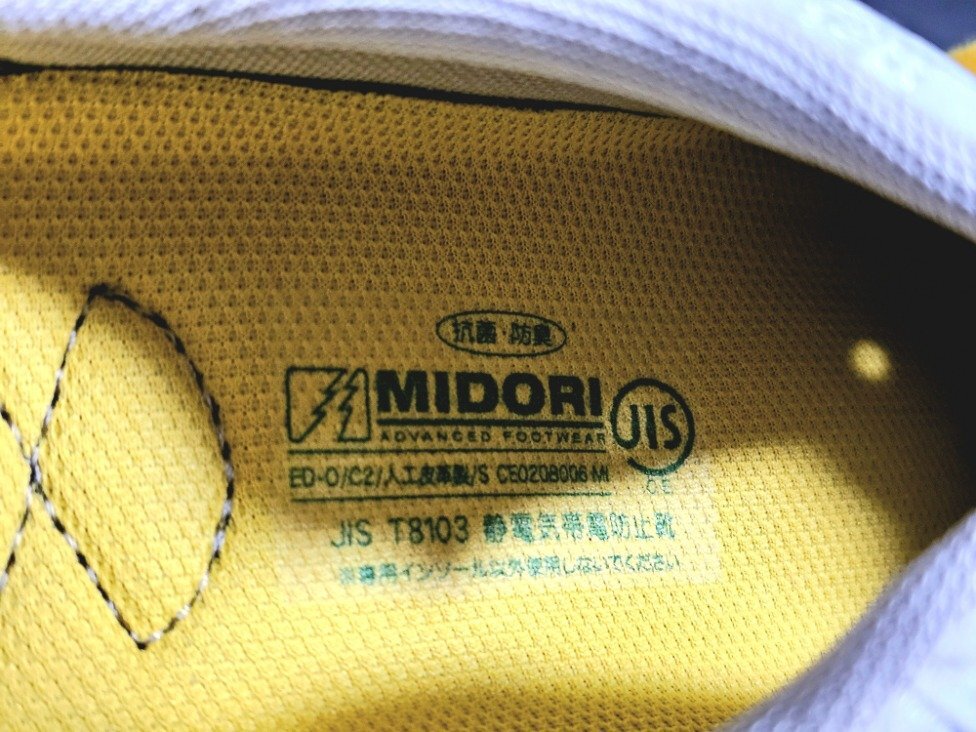 抗菌・防臭
MIDORI
ADVANCED FOOTWEAR
JIS
ED-O/C2/人工皮革製/S CE0208006 MI
CE
JIS T8103 静電気帯電防止靴
※専用インソール以外使用しないでください